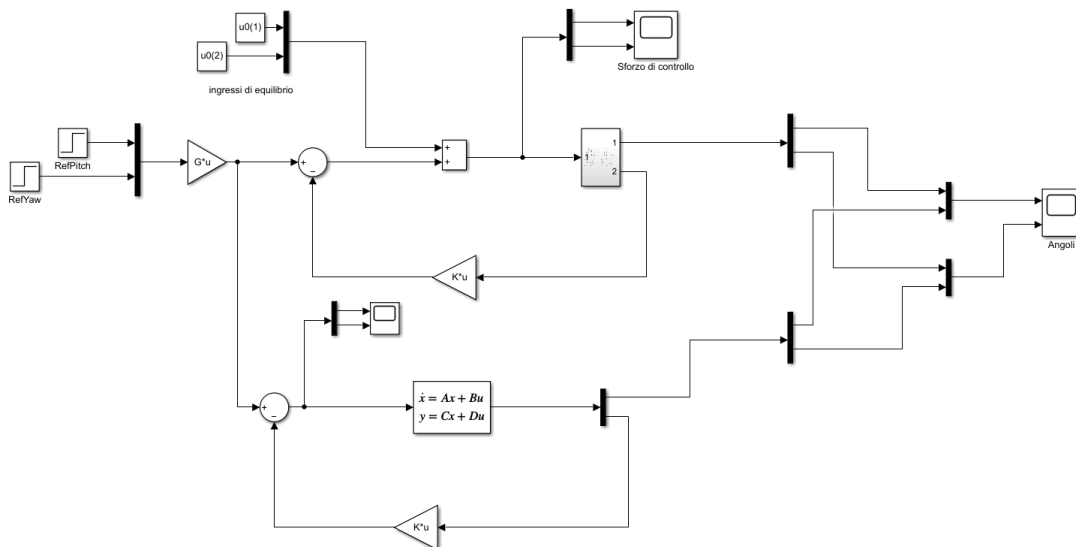 u0(1)
u0(2)
ingressi di equilibrio
Sforzo di controllo
RefPitch
RefYaw
G*u
+
−
+
+
1
1
2
K*u
Angoli
+
−
ẋ = Ax + Bu
y = Cx + Du
K*u